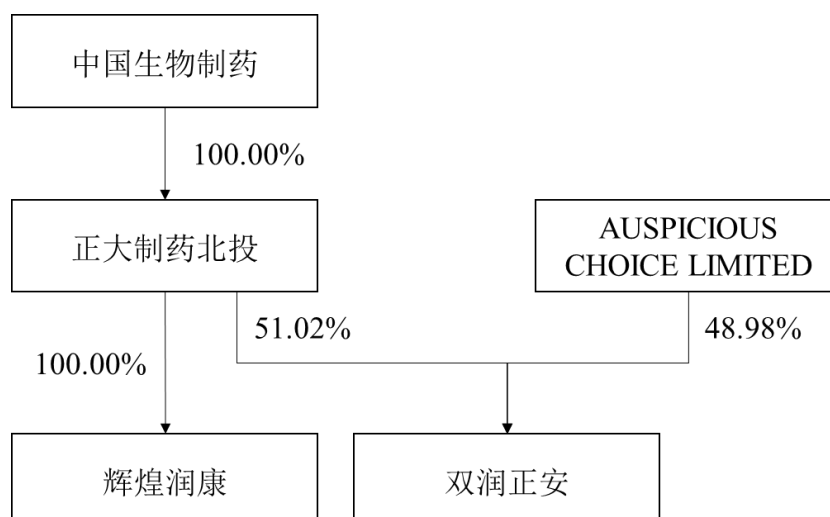 中国生物制药
100.00%
正大制药北投
AUSPICIOUS
CHOICE LIMITED
51.02%
48.98%
100.00%
辉煌润康
双润正安